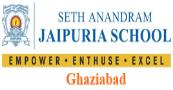 SETH ANANDRAM
JAIPURIA SCHOOL
EMPOWER • ENTHUSE • EXCEL
Ghaziabad